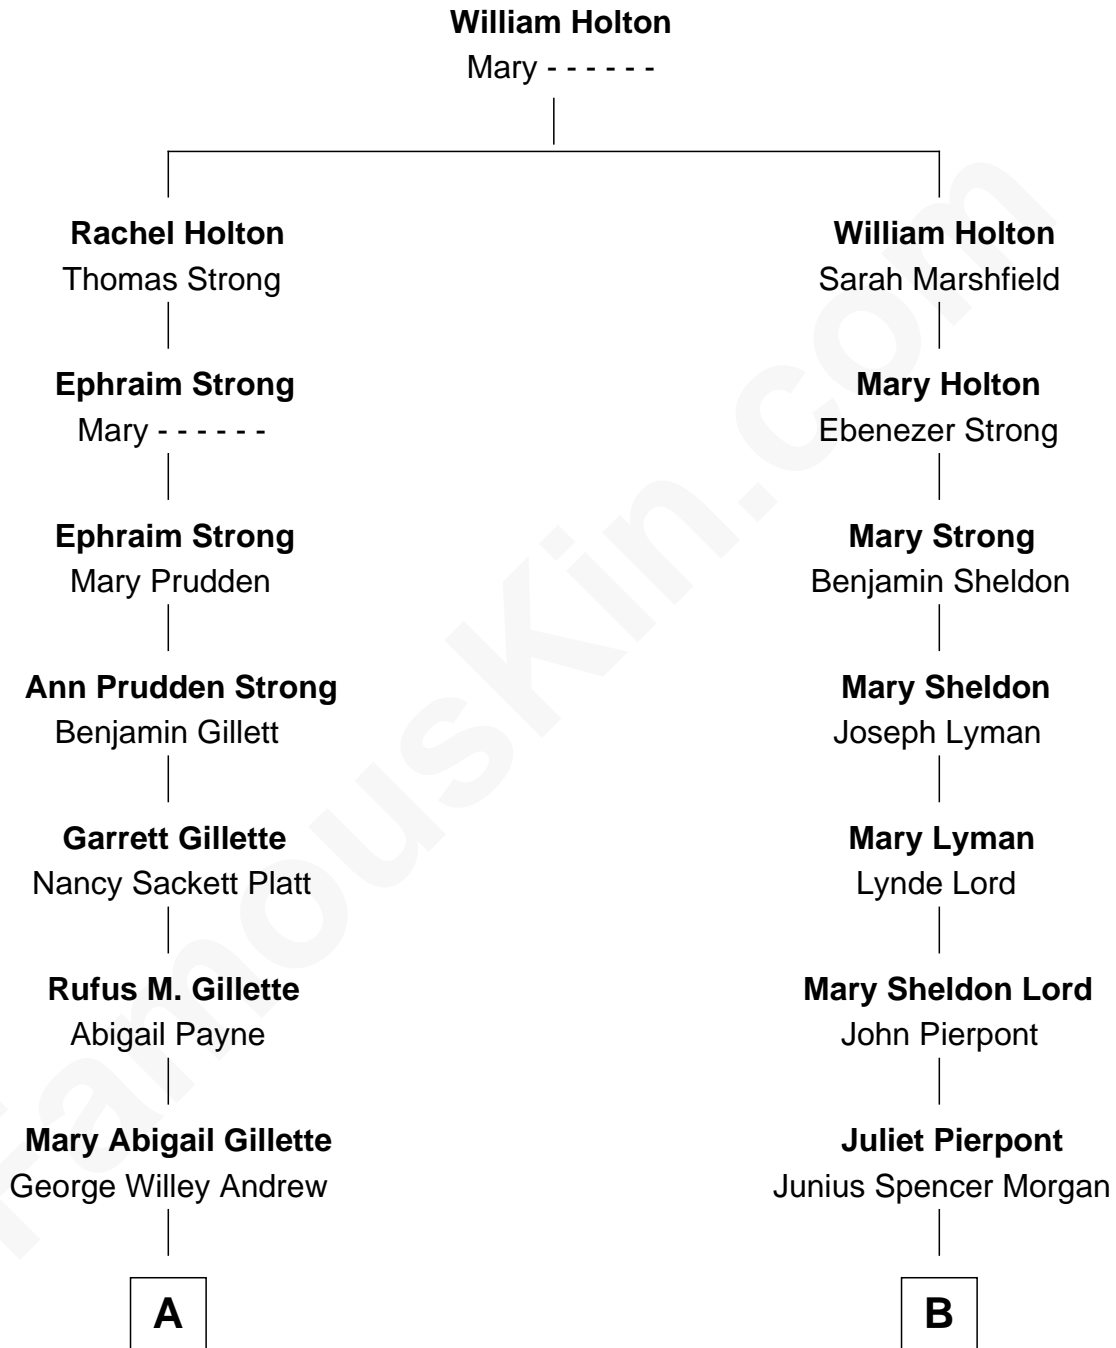 William Holton
Mary - - - - - -
Rachel Holton
Thomas Strong
William Holton
Sarah Marshfield
Ephraim Strong
Mary - - - - - -
Mary Holton
Ebenezer Strong
Ephraim Strong
Mary Prudden
Mary Strong
Benjamin Sheldon
Ann Prudden Strong
Benjamin Gillett
Mary Sheldon
Joseph Lyman
Garrett Gillette
Nancy Sackett Platt
Mary Lyman
Lynde Lord
Rufus M. Gillette
Abigail Payne
Mary Sheldon Lord
John Pierpont
Mary Abigail Gillette
George Willey Andrew
Juliet Pierpont
Junius Spencer Morgan
A
B
FamousKin.com